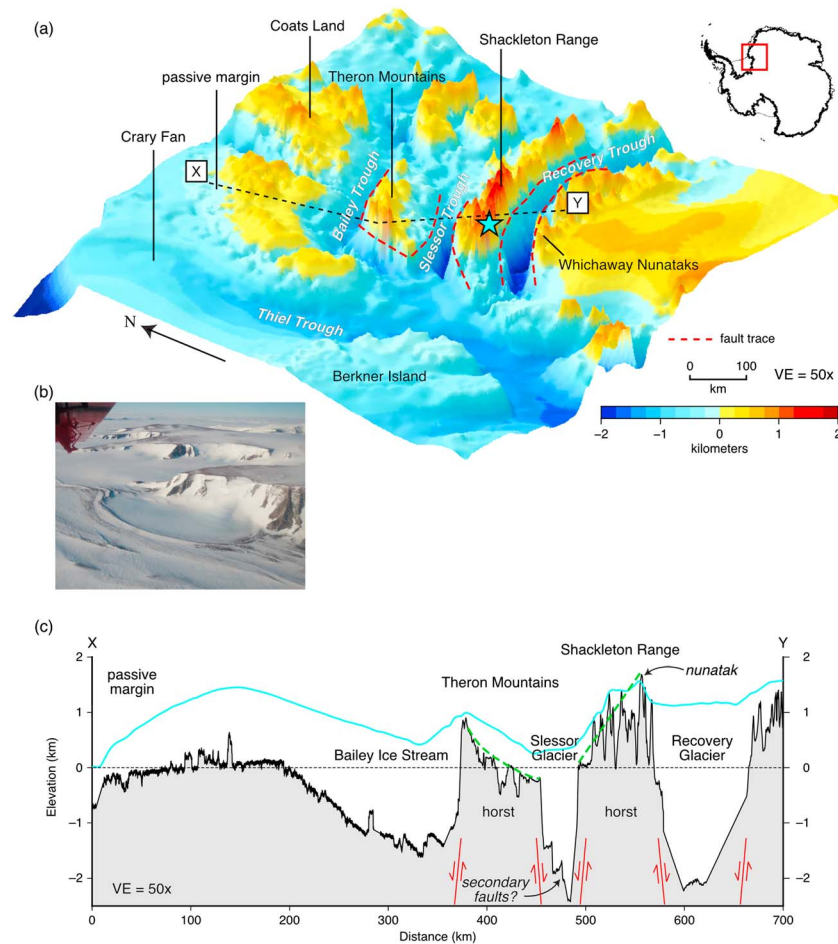 (a)
Coats Land
Shackleton Range
Theron Mountains
passive margin
Crary Fan
X
Bailey Trough
Slessor Trough
Recovery Trough
Y
Whichaway Nunataks
Thiel Trough
N
Berkner Island
fault trace
0 100
km
VE = 50x
−2 −1 0 1 2
kilometers
(b)
(c)
X
Y
Shackleton Range
nunatak
passive
margin
Theron Mountains
Bailey Ice Stream
Slessor
Glacier
Recovery
Glacier
horst
horst
secondary
faults?
VE = 50x
Elevation (km)
2
1
0
−1
−2
2
1
0
−1
−2
0 100 200 300 400 500 600 700
Distance (km)